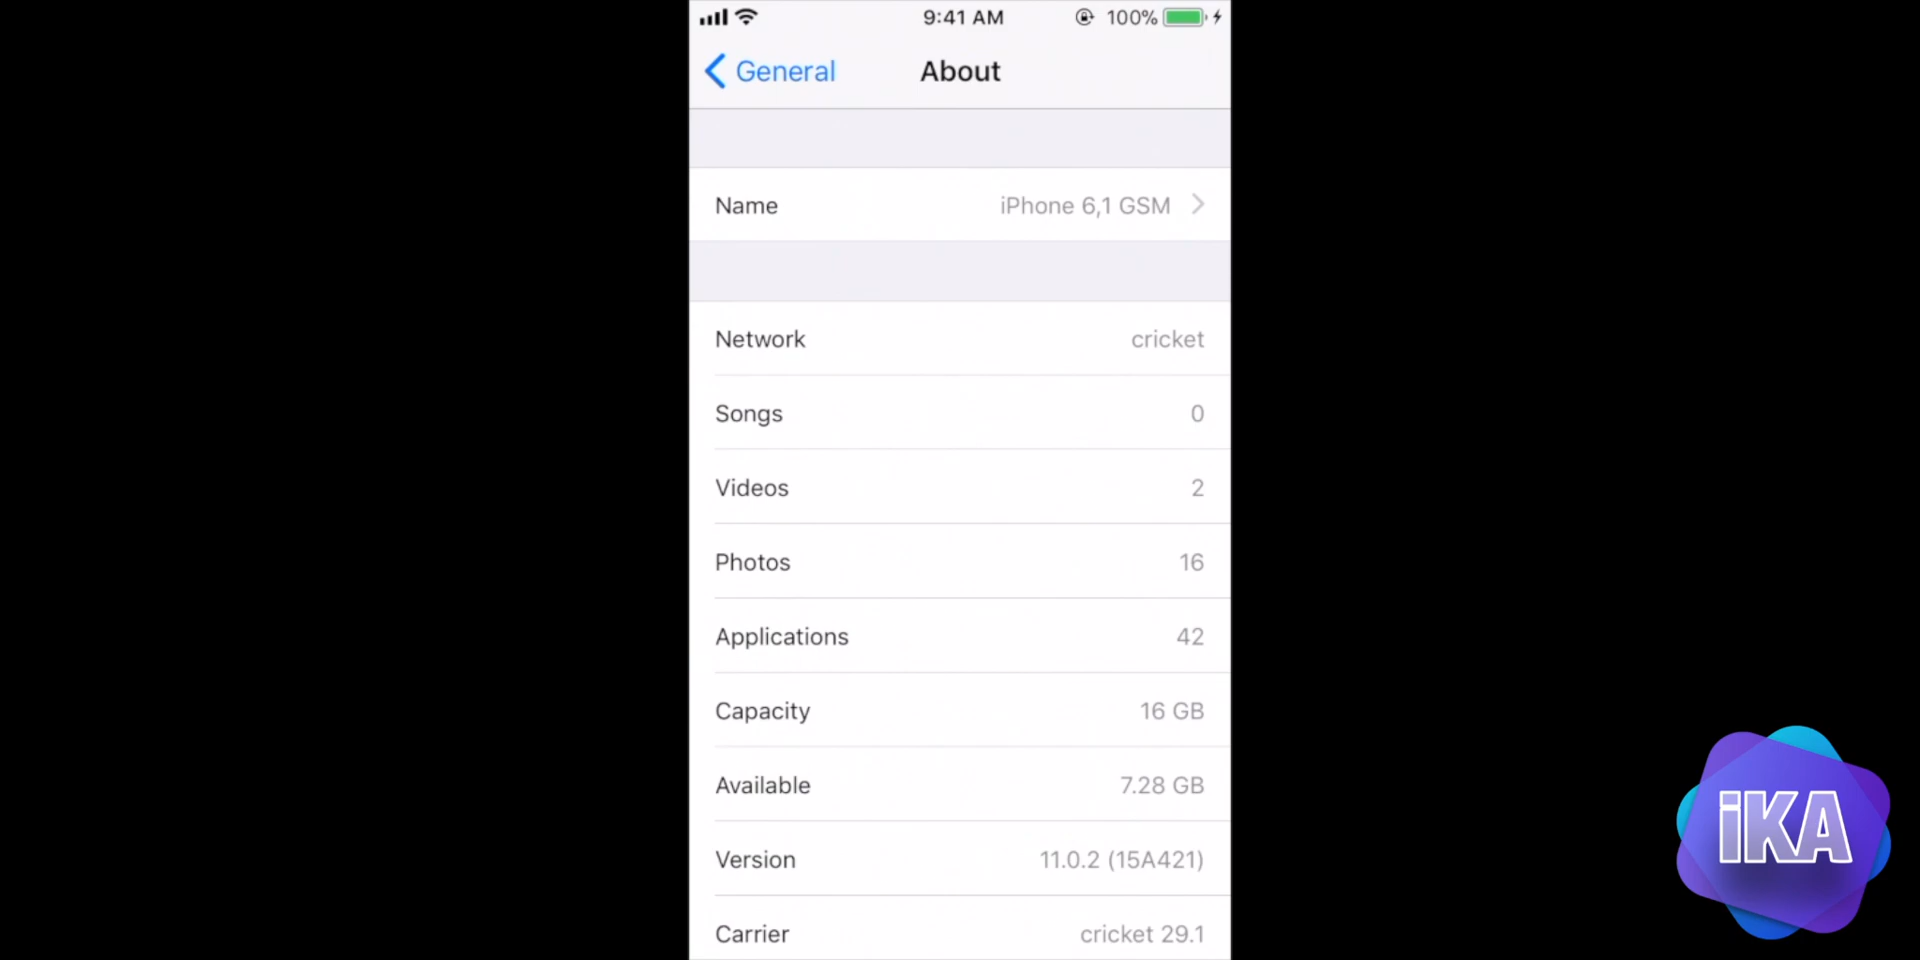 9:41 AM 100%
General About
Name iPhone 6,1 GSM
Network cricket
Songs 0
Videos 2
Photos 16
Applications 42
Capacity 16 GB
Available 7.28 GB
Version 11.0.2 (15A421)
Carrier cricket 29.1
iKA